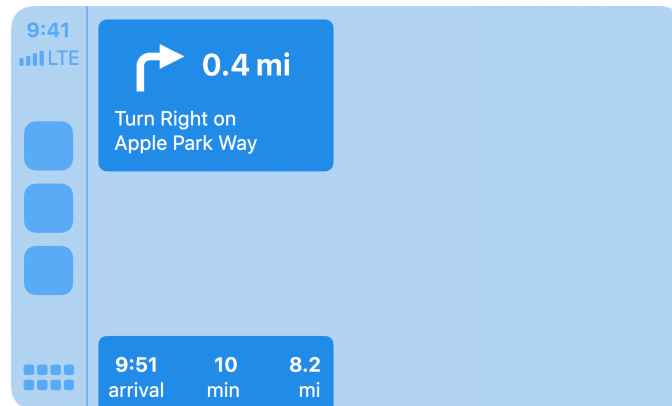 9:41
LTE
0.4 mi
Turn Right on
Apple Park Way
9:51 10 8.2
arrival min mi